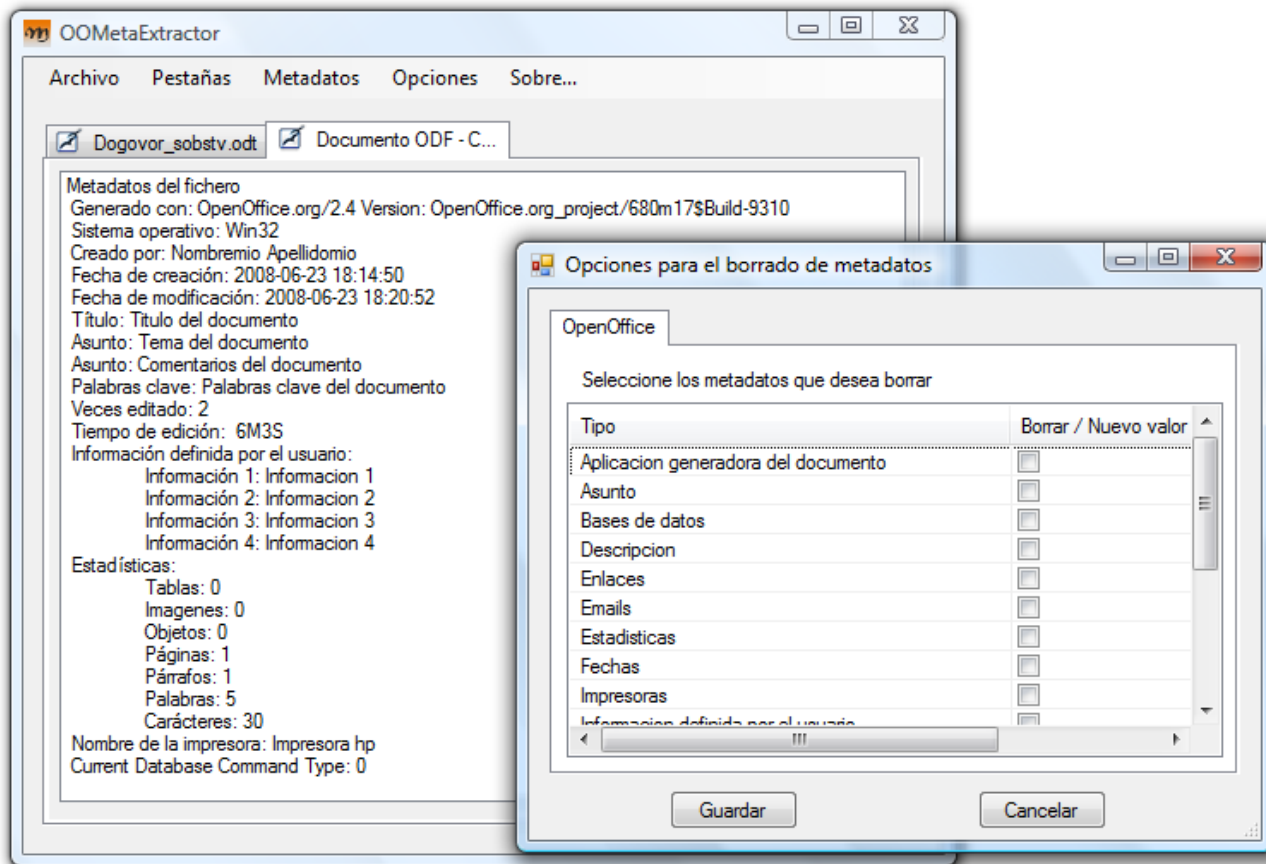 OOMetaExtractor
Archivo Pestañas Metadatos Opciones Sobre...
Dogovor_sobstv.odt Documento ODF - C...
Metadatos del fichero
Generado con: OpenOffice.org/2.4 Version: OpenOffice.org_project/680m17$Build-9310
Sistema operativo: Win32
Creado por: Nombremio Apellidomio
Fecha de creación: 2008-06-23 18:14:50
Fecha de modificación: 2008-06-23 18:20:52
Título: Titulo del documento
Asunto: Tema del documento
Asunto: Comentarios del documento
Palabras clave: Palabras clave del documento
Veces editado: 2
Tiempo de edición: 6M3S
Información definida por el usuario:
Información 1: Informacion 1
Información 2: Informacion 2
Información 3: Informacion 3
Información 4: Informacion 4
Estadísticas:
Tablas: 0
Imagenes: 0
Objetos: 0
Páginas: 1
Párrafos: 1
Palabras: 5
Carácteres: 30
Nombre de la impresora: Impresora hp
Current Database Command Type: 0
Opciones para el borrado de metadatos
OpenOffice
Seleccione los metadatos que desea borrar
Tipo Borrar / Nuevo valor
Aplicacion generadora del documento
Asunto
Bases de datos
Descripcion
Enlaces
Emails
Estadisticas
Fechas
Impresoras
Informacion definida por el usuario
Guardar Cancelar